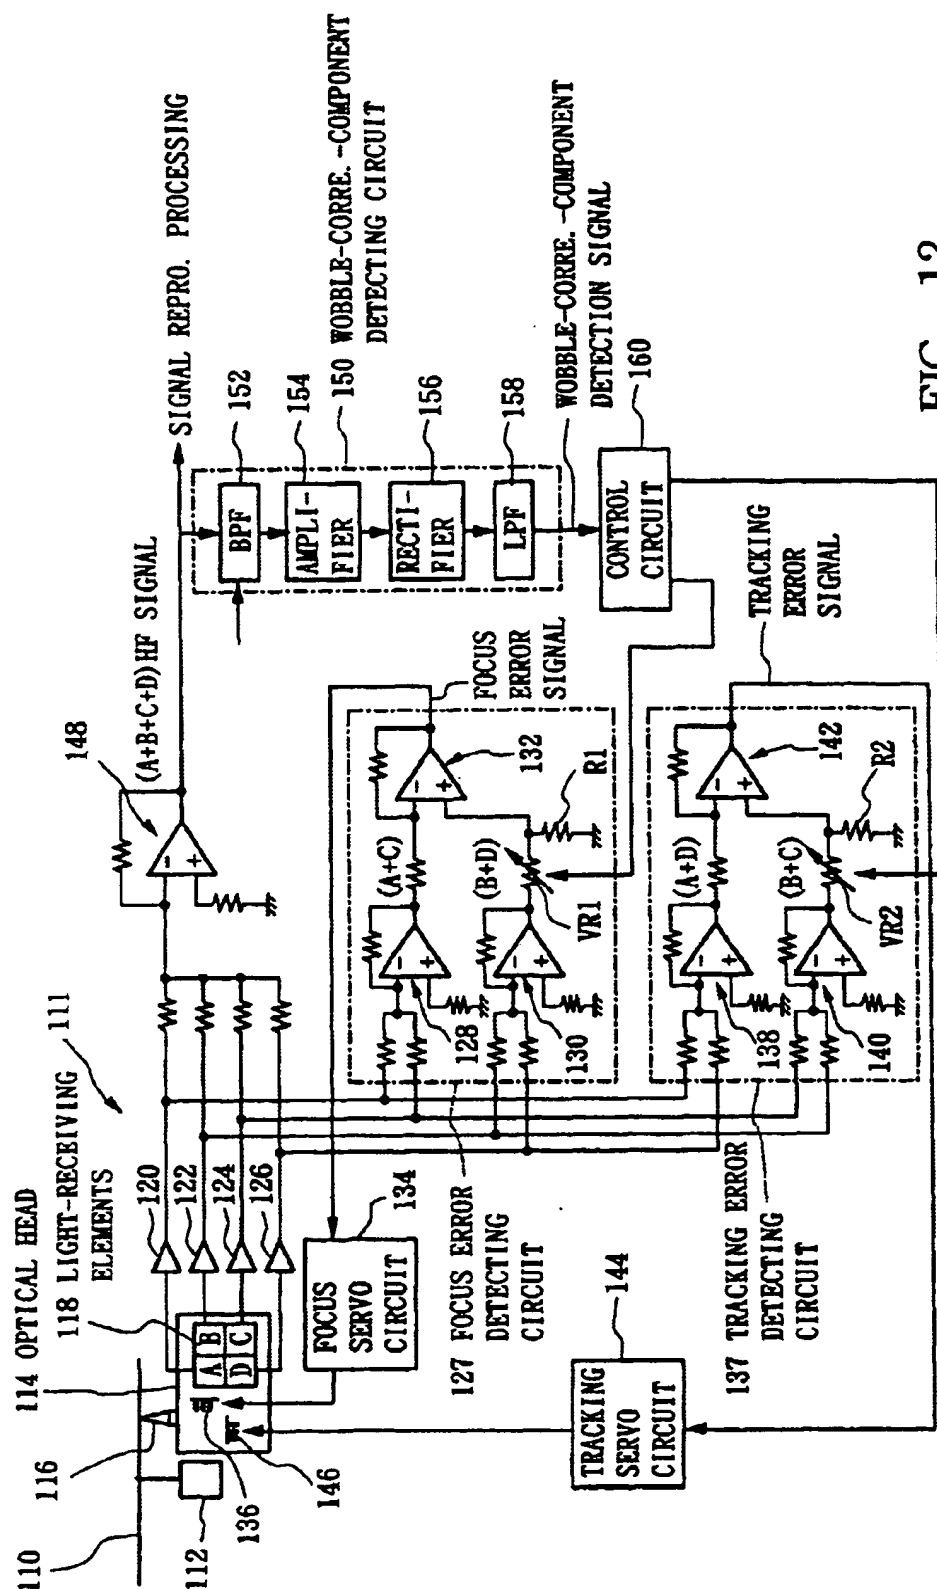 110
112
116
114 OPTICAL HEAD
118 LIGHT-RECEIVING
ELEMENTS
111
A
B
C
D
136
146
120
122
124
126
148
(A+B+C+D)HF SIGNAL
SIGNAL REPRO. PROCESSING
-
+
BPF
152
AMPLI-
FIER
154
150 WOBBLE-CORRE.-COMPONENT
DETECTING CIRCUIT
RECTI-
FIER
156
LPF
158
WOBBLE-CORRE.-COMPONENT
DETECTION SIGNAL
CONTROL
CIRCUIT
160
FOCUS
SERVO
CIRCUIT
134
127 FOCUS ERROR
DETECTING
CIRCUIT
-
+
128
(A+C)
-
+
130
(B+D)
VR1
-
+
132
R1
FOCUS
ERROR
SIGNAL
TRACKING
SERVO
CIRCUIT
144
137 TRACKING ERROR
DETECTING
CIRCUIT
-
+
138
(A+D)
-
+
140
(B+C)
VR2
-
+
142
R2
TRACKING
ERROR
SIGNAL